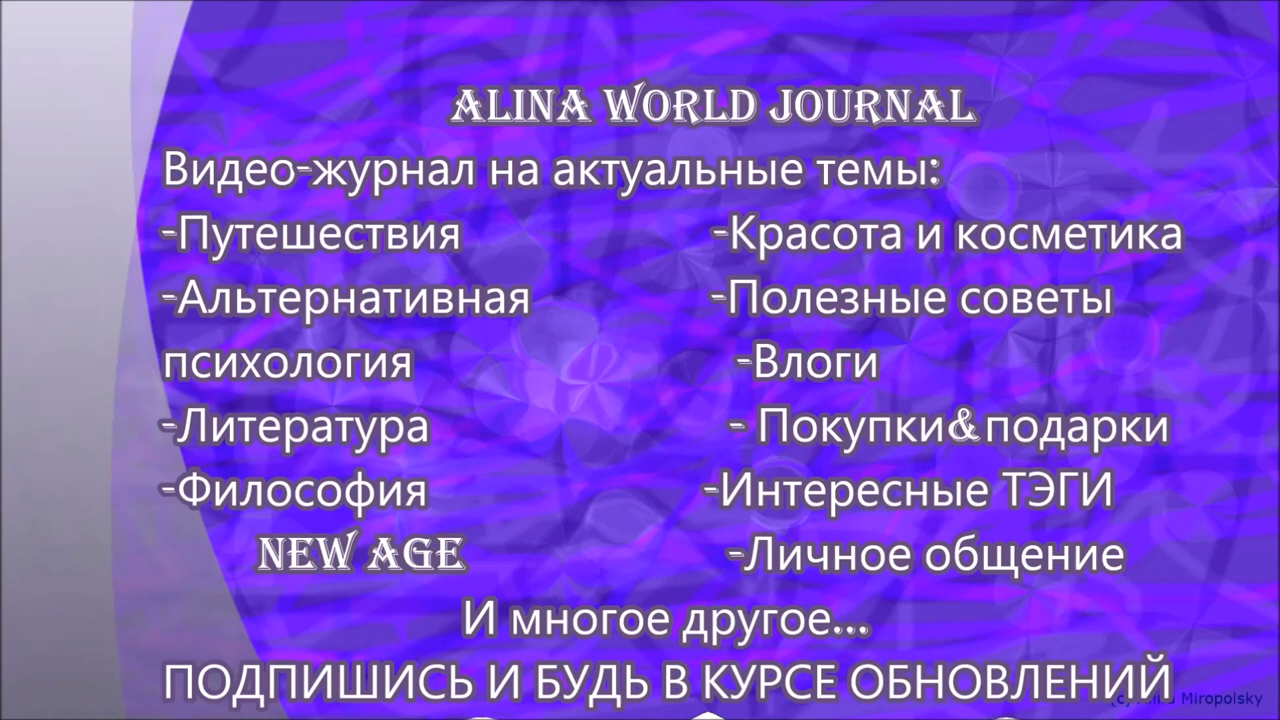 ALINA WORLD JOURNAL
Видео-журнал на актуальные темы:
-Путешествия -Красота и косметика
-Альтернативная -Полезные советы
психология -Влоги
-Литература - Покупки&подарки
-Философия -Интересные ТЭГИ
NEW AGE -Личное общение
И многое другое...
ПОДПИШИСЬ И БУДЬ В КУРСЕ ОБНОВЛЕНИЙ
(c) Miropolsky